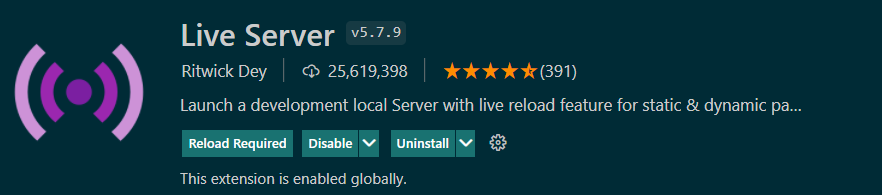 Live Server v5.7.9
Ritwick Dey 25,619,398 (391)
Launch a development local Server with live reload feature for static & dynamic pa...
Reload Required Disable Uninstall
This extension is enabled globally.